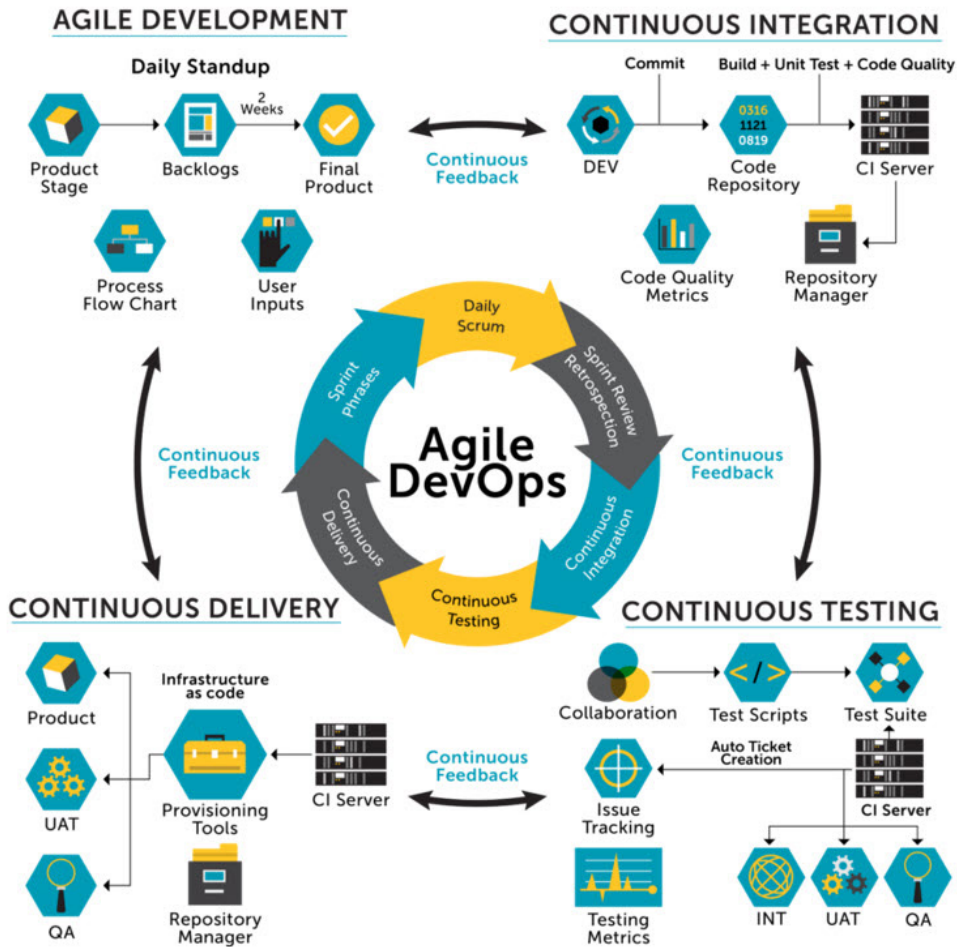 AGILE DEVELOPMENT
Daily Standup
2
Weeks
Product
Stage
Backlogs
Final
Product
Process
Flow Chart
User
Inputs
Continuous
Feedback
CONTINUOUS INTEGRATION
Commit
Build + Unit Test + Code Quality
0316
1121
0819
DEV
Code
Repository
CI Server
Code Quality
Metrics
Repository
Manager
Daily
Scrum
Sprint Review
Retrospection
Continuous
Integration
Continuous
Testing
Continuous
Delivery
Sprint
Phrases
Agile
DevOps
Continuous
Feedback
Continuous
Feedback
CONTINUOUS DELIVERY
Product
Infrastructure
as code
UAT
Provisioning
Tools
CI Server
QA
Repository
Manager
Continuous
Feedback
CONTINUOUS TESTING
Collaboration
</>
Test Scripts
Test Suite
Auto Ticket
Creation
Issue
Tracking
CI Server
Testing
Metrics
INT
UAT
QA